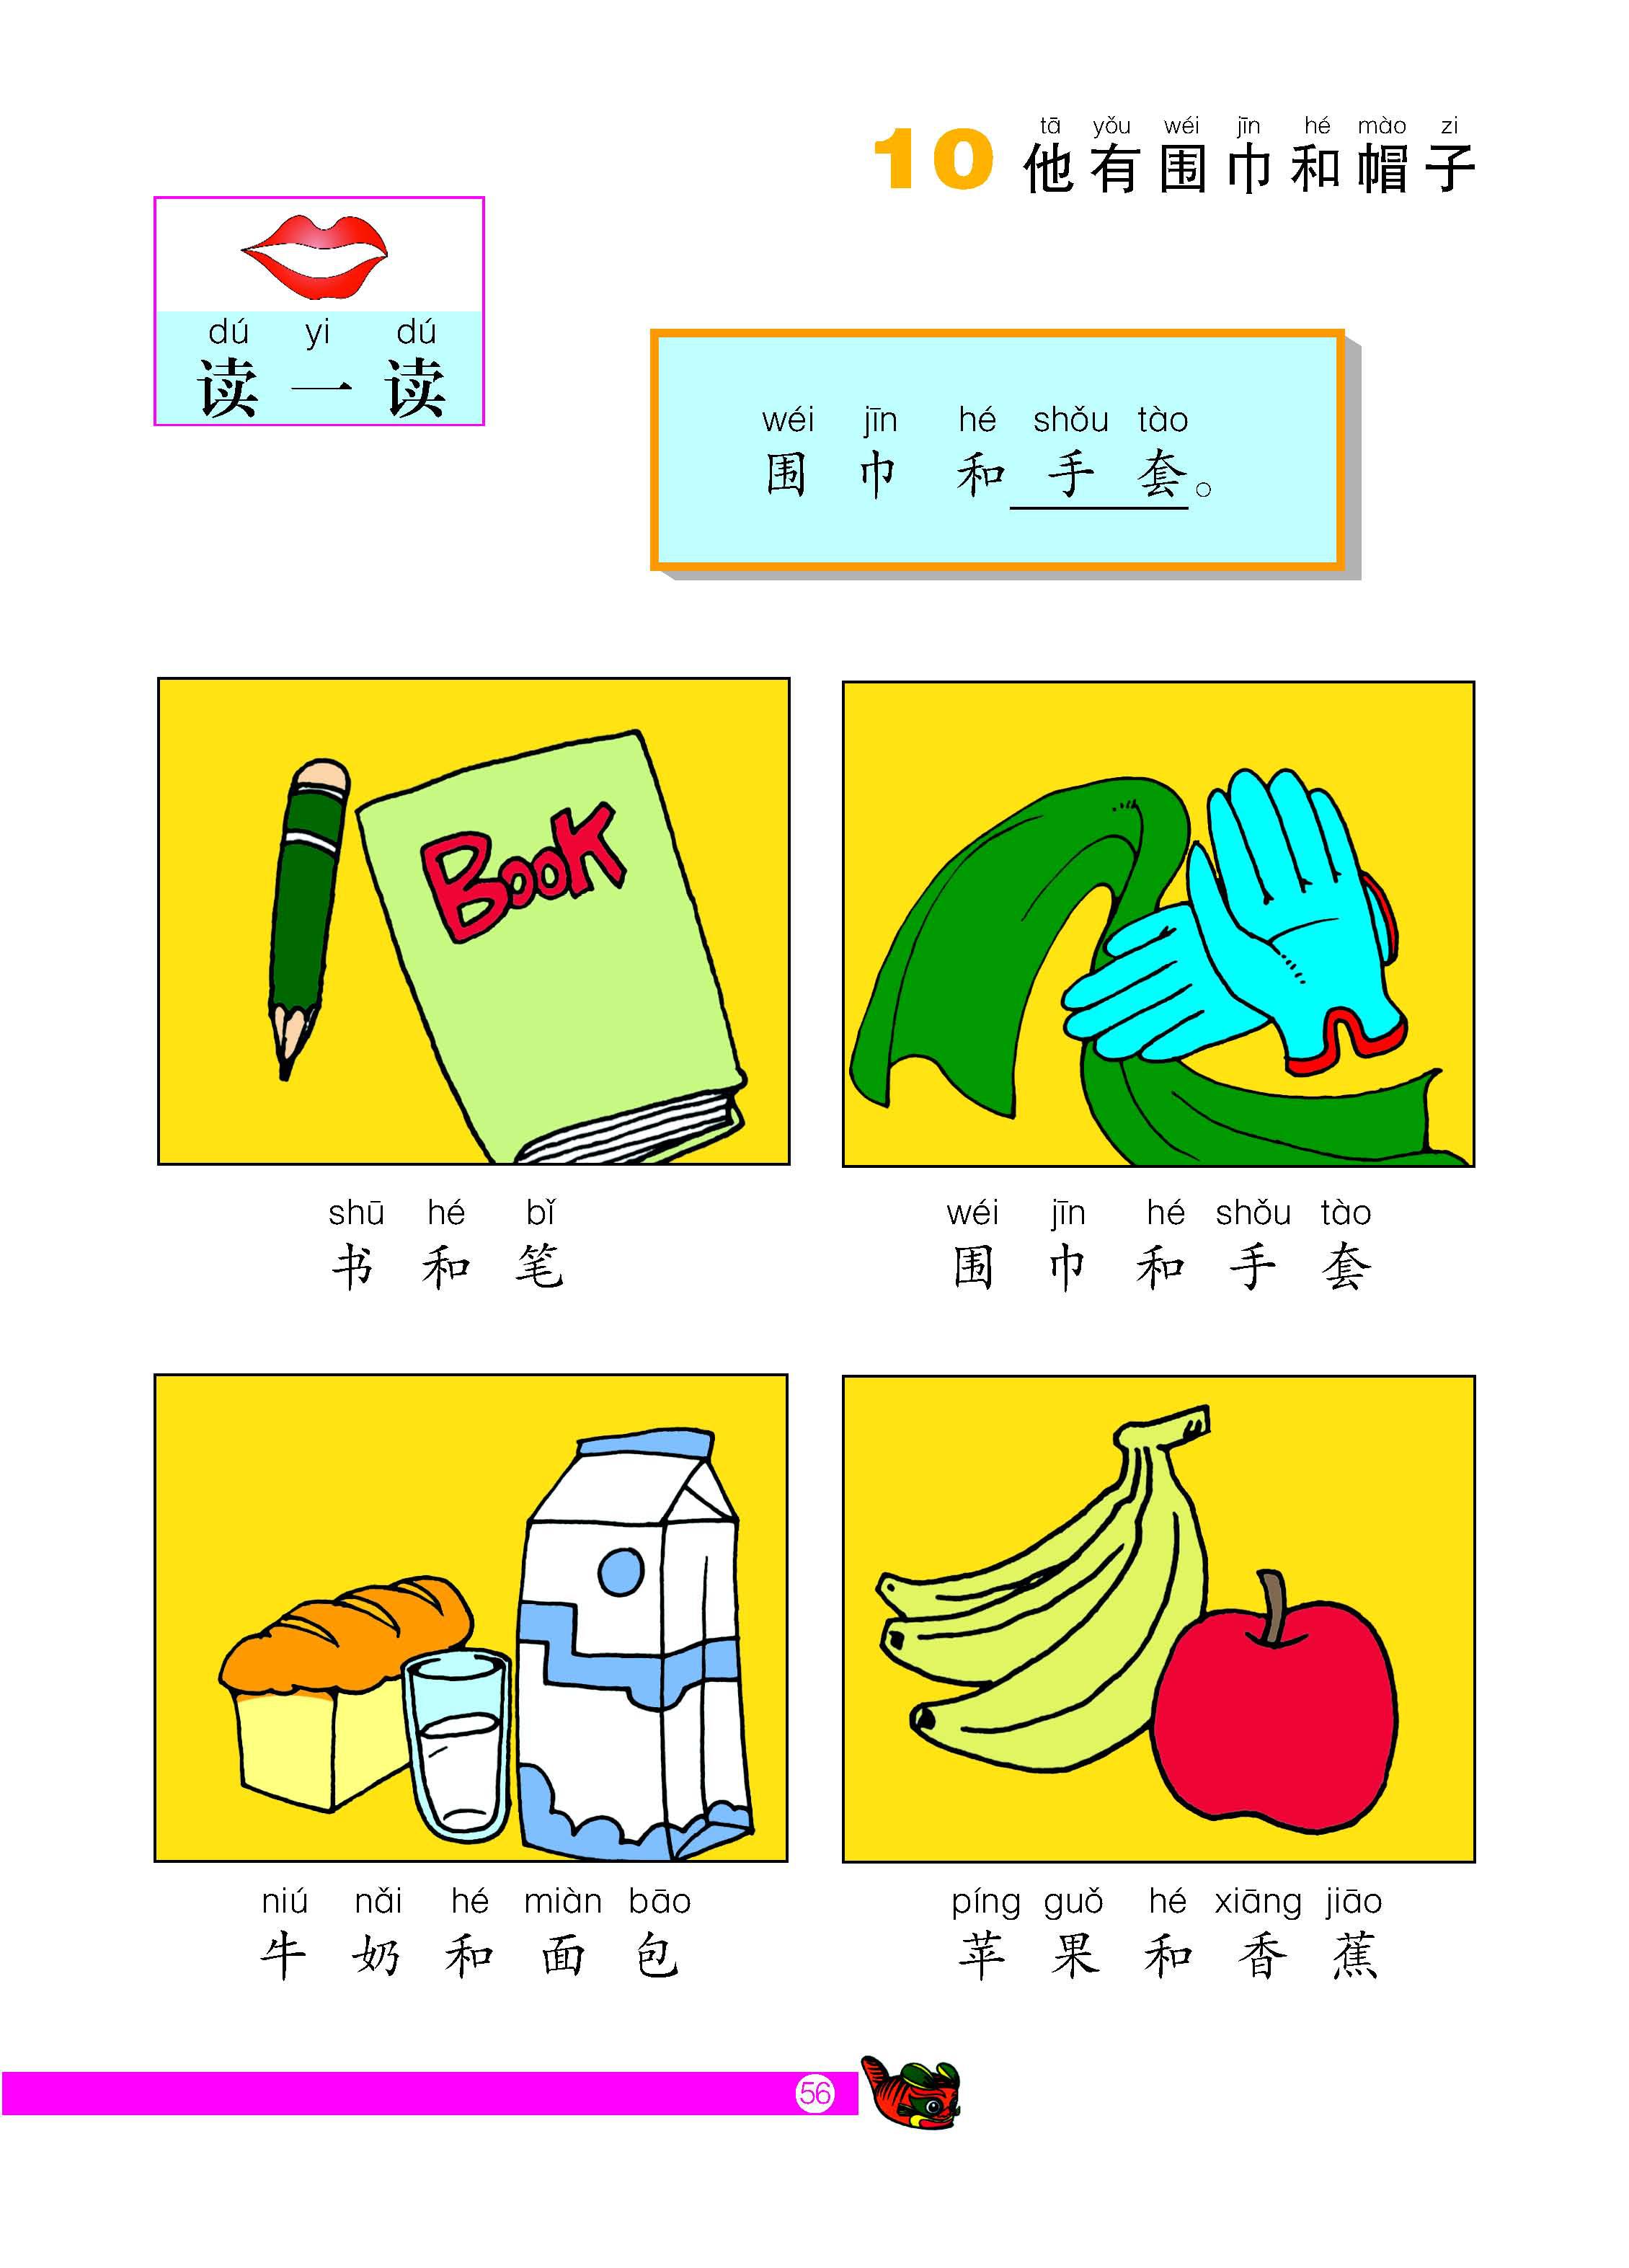 tā yǒu wéi jīn hé mào zi
10 他有围巾和帽子
dú yi dú
读一读
wéi jīn hé shǒu tào
围巾和手套。
BOOK
shū hé bǐ
书和笔
wéi jīn hé shǒu tào
围巾和手套
niú nǎi hé miàn bāo
牛奶和面包
píng guǒ hé xiāng jiāo
苹果和香蕉
56